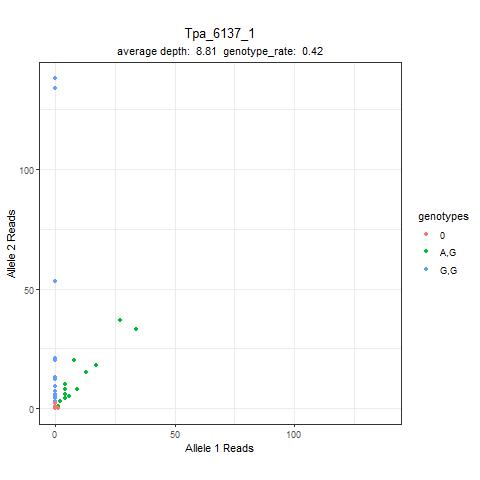 Tpa_6137_1
average depth:  8.81  genotype_rate:  0.42
Allele 2 Reads
100
50
0
0
50
100
Allele 1 Reads
genotypes
0
A,G
G,G